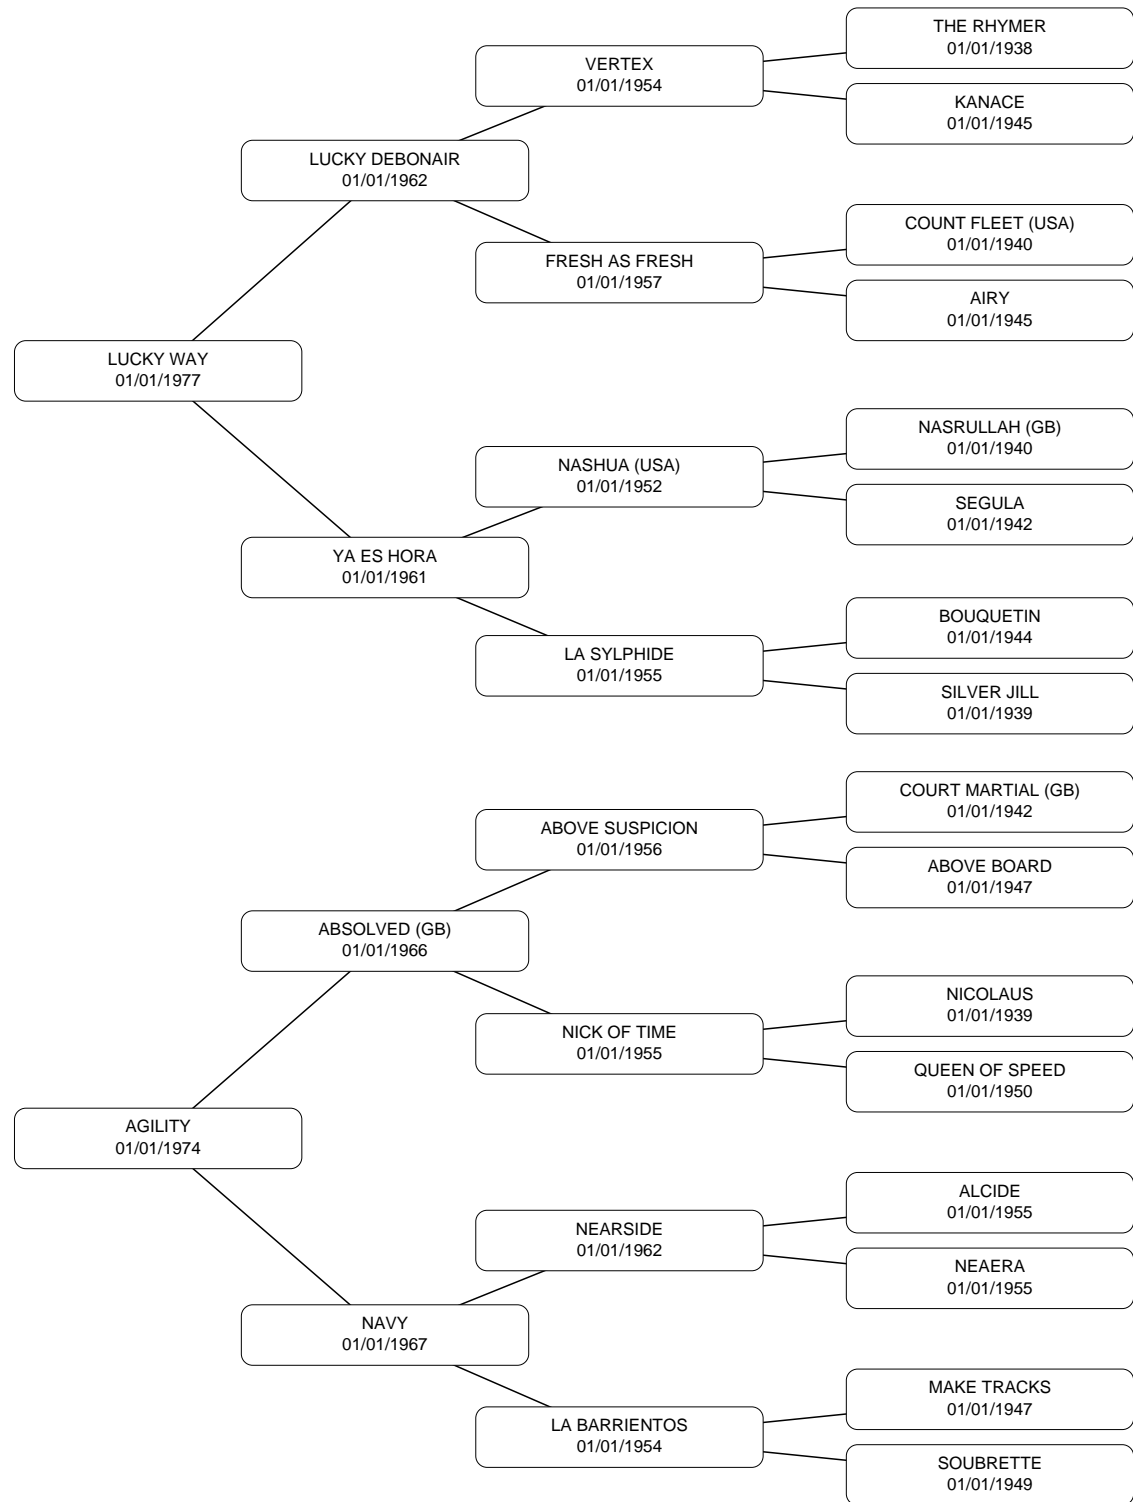 THE RHYMER
01/01/1938
VERTEX
01/01/1954
KANACE
01/01/1945
LUCKY DEBONAIR
01/01/1962
COUNT FLEET (USA)
01/01/1940
FRESH AS FRESH
01/01/1957
AIRY
01/01/1945
LUCKY WAY
01/01/1977
NASRULLAH (GB)
01/01/1940
NASHUA (USA)
01/01/1952
SEGULA
01/01/1942
YA ES HORA
01/01/1961
BOUQUETIN
01/01/1944
LA SYLPHIDE
01/01/1955
SILVER JILL
01/01/1939
COURT MARTIAL (GB)
01/01/1942
ABOVE SUSPICION
01/01/1956
ABOVE BOARD
01/01/1947
ABSOLVED (GB)
01/01/1966
NICOLAUS
01/01/1939
NICK OF TIME
01/01/1955
QUEEN OF SPEED
01/01/1950
AGILITY
01/01/1974
ALCIDE
01/01/1955
NEARSIDE
01/01/1962
NEAERA
01/01/1955
NAVY
01/01/1967
MAKE TRACKS
01/01/1947
LA BARRIENTOS
01/01/1954
SOUBRETTE
01/01/1949